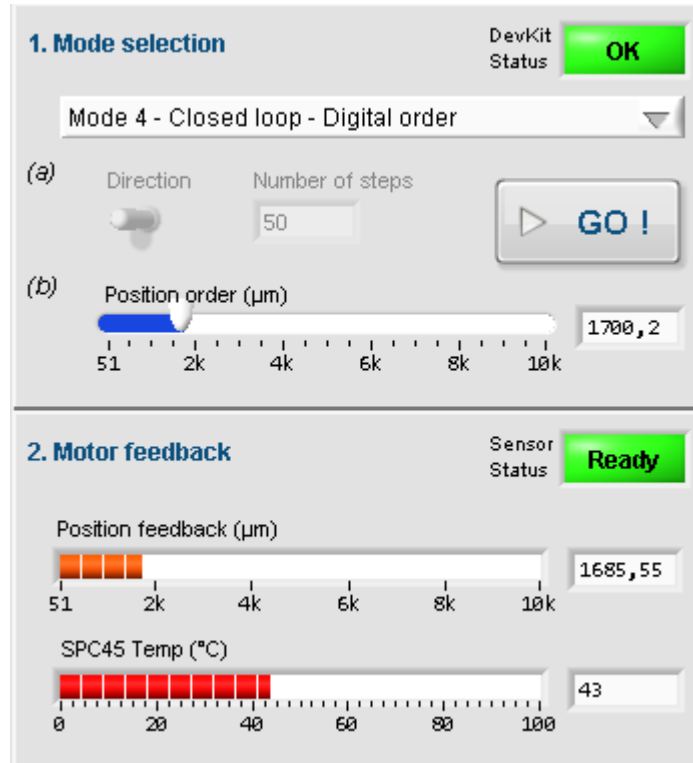 1. Mode selection
DevKit
Status
OK
Mode 4 - Closed loop - Digital order
(a)
Direction
Number of steps
50
GO !
(b)
Position order (µm)
1700,2
51 2k 4k 6k 8k 10k
2. Motor feedback
Sensor
Status
Ready
Position feedback (µm)
1685,55
51 2k 4k 6k 8k 10k
SPC45 Temp (°C)
43
0 20 40 60 80 100